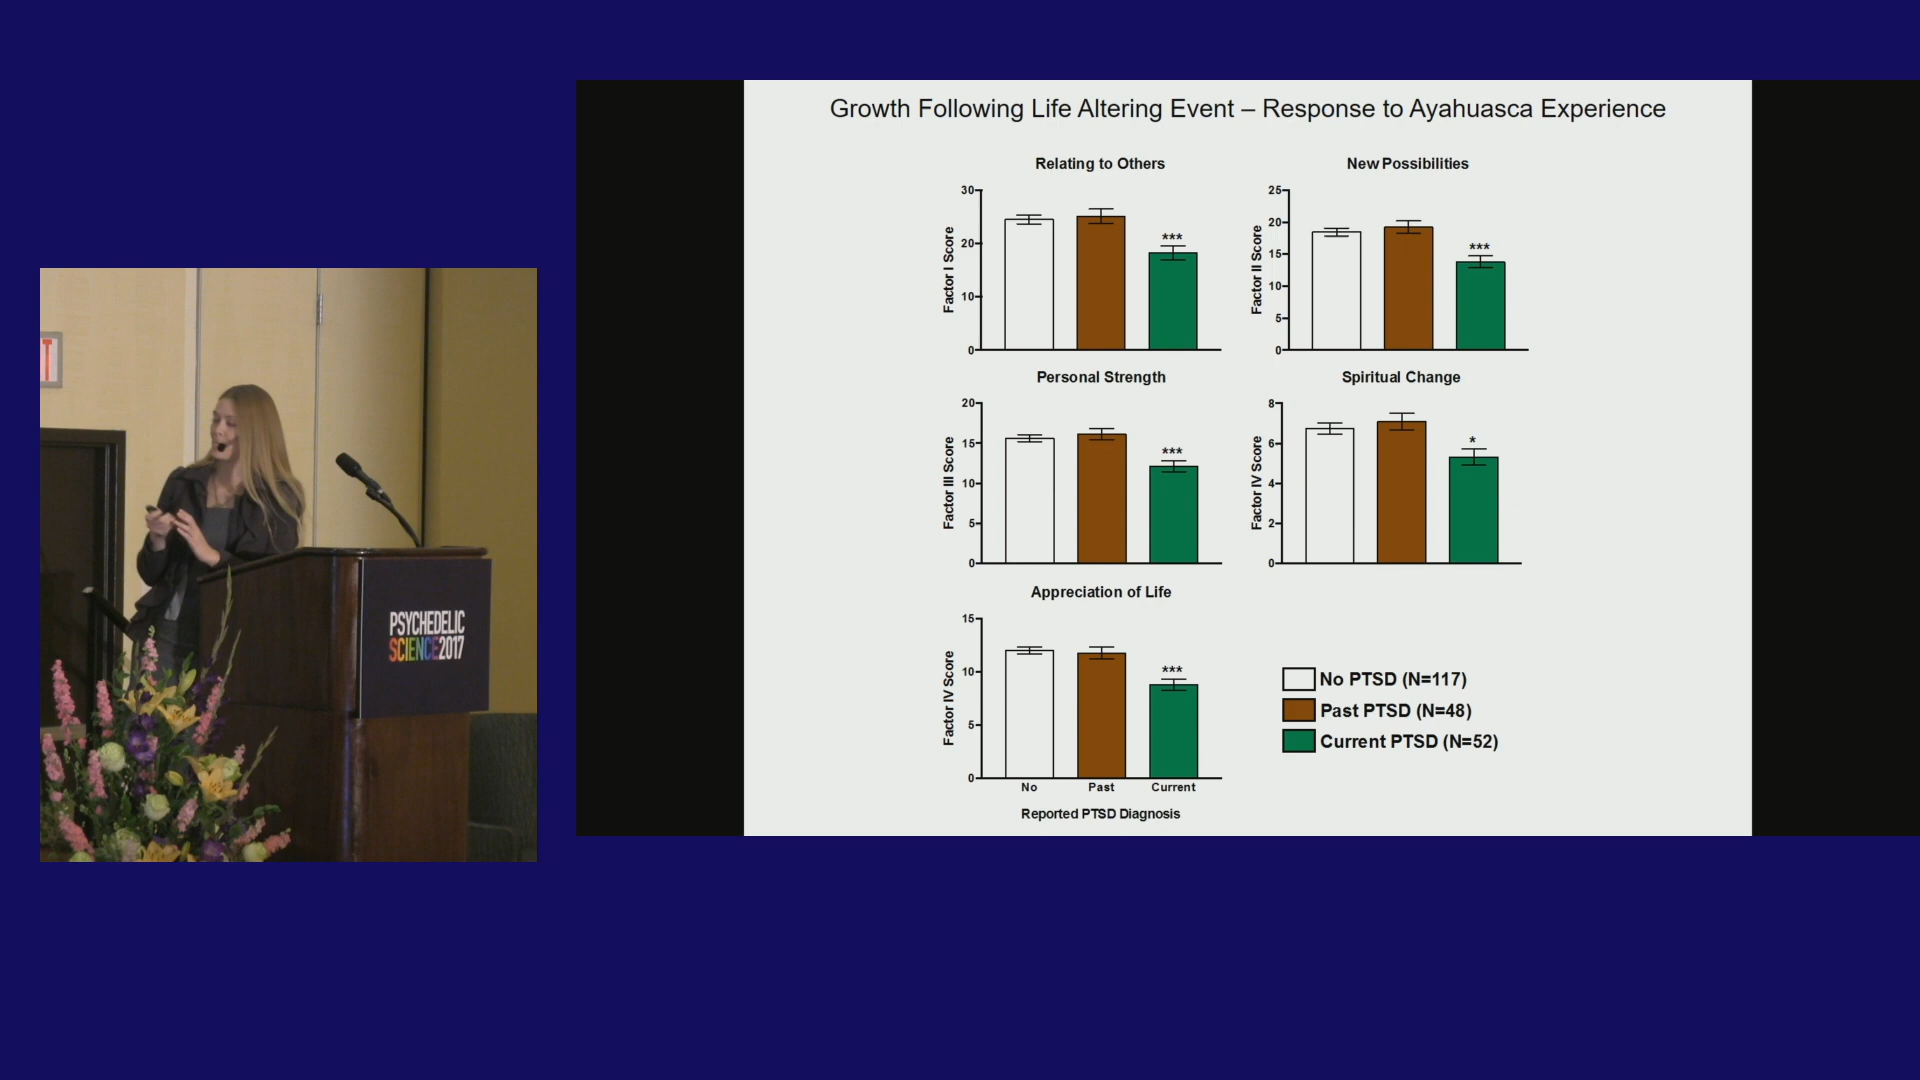 Growth Following Life Altering Event – Response to Ayahuasca Experience
Relating to Others
30
20
10
0
Factor I Score
***
New Possibilities
25
20
15
10
5
0
Factor II Score
***
Personal Strength
20
15
10
5
0
Factor III Score
***
Spiritual Change
8
6
4
2
0
Factor IV Score
*
Appreciation of Life
15
10
5
0
Factor IV Score
***
No Past Current
Reported PTSD Diagnosis
No PTSD (N=117)
Past PTSD (N=48)
Current PTSD (N=52)
T
PSYCHEDELIC
SCIENCE2017